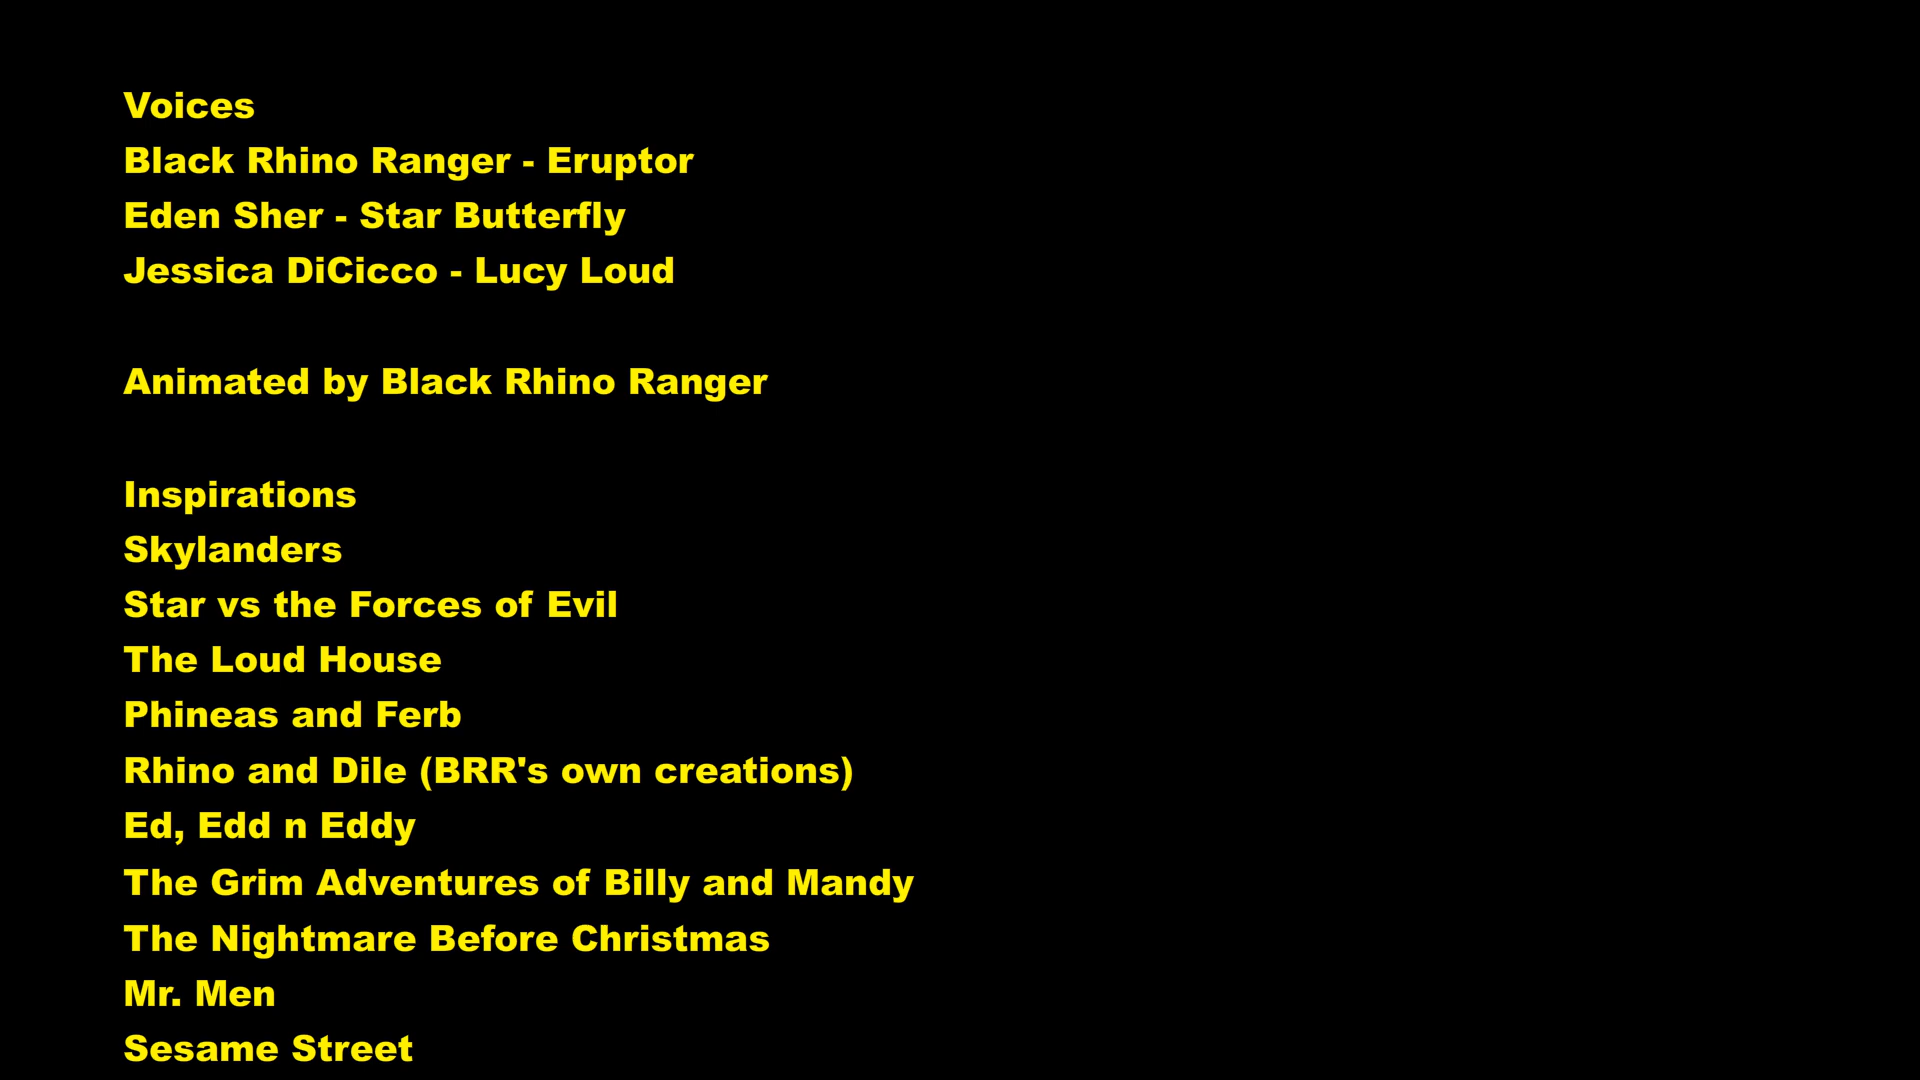 Voices
Black Rhino Ranger - Eruptor
Eden Sher - Star Butterfly
Jessica DiCicco - Lucy Loud
Animated by Black Rhino Ranger
Inspirations
Skylanders
Star vs the Forces of Evil
The Loud House
Phineas and Ferb
Rhino and Dile (BRR's own creations)
Ed, Edd n Eddy
The Grim Adventures of Billy and Mandy
The Nightmare Before Christmas
Mr. Men
Sesame Street